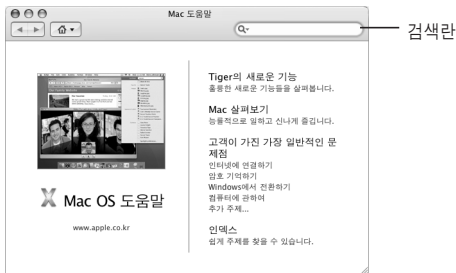 Mac 도움말
검색란
Tiger의 새로운 기능
훌륭한 새로운 기능들을 살펴봅니다.
Mac 살펴보기
능률적으로 일하고 신나게 즐깁니다.
고객이 가진 가장 일반적인 문
제점
인터넷에 연결하기
암호 기억하기
Windows에서 전환하기
컴퓨터에 관하여
추가 주제...
인덱스
쉽게 주제를 찾을 수 있습니다.
Mac OS 도움말
www.apple.co.kr